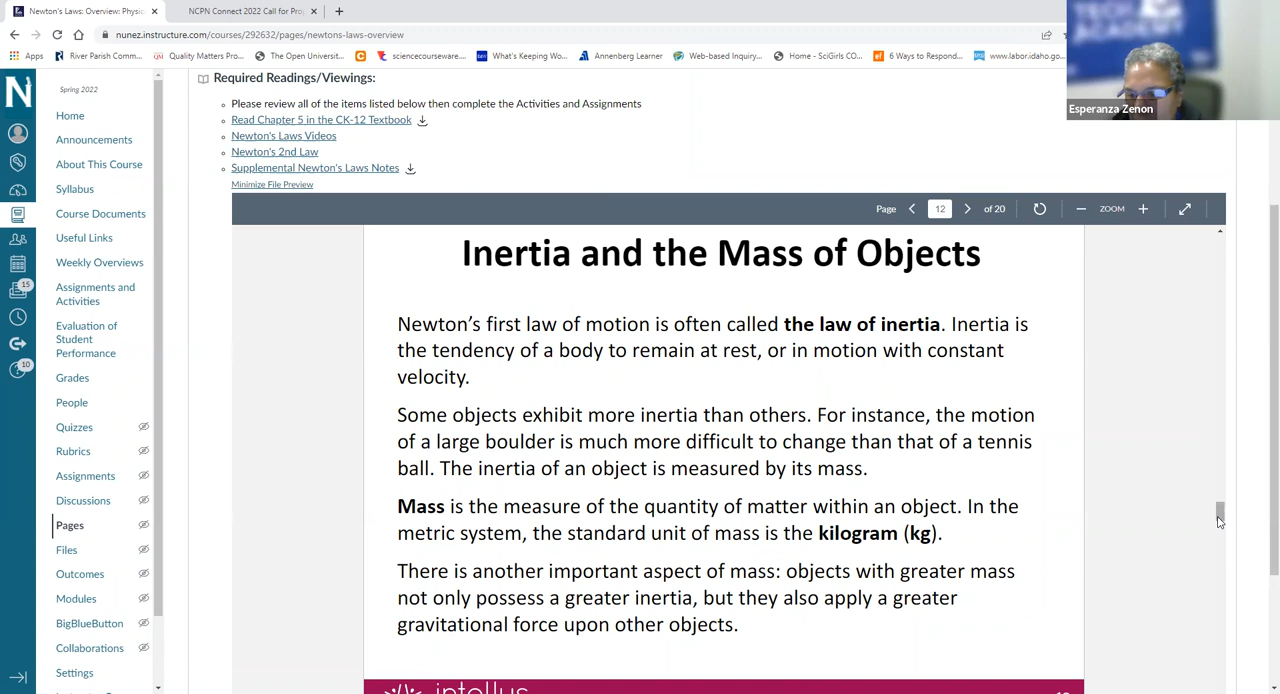 Newton's Laws: Overview: Physic
NCPN Connect 2022 Call for Prop
nunez.instructure.com/courses/292632/pages/newtons-laws-overview
Apps
River Parish Comm...
Quality Matters Pro...
The Open Universit...
sciencecourseware...
What's Keeping Wo...
Annenberg Learner
Web-based Inquiry...
Home - SciGirls CO...
6 Ways to Respond...
www.labor.idaho.go...
TECH
ACADEMY
Esperanza Zenon
N
Spring 2022
Home
Announcements
About This Course
Syllabus
Course Documents
Useful Links
Weekly Overviews
Assignments and
Activities
Evaluation of
Student
Performance
Grades
People
Quizzes
Rubrics
Assignments
Discussions
Pages
Files
Outcomes
Modules
BigBlueButton
Collaborations
Settings
15
10
Required Readings/Viewings:
Please review all of the items listed below then complete the Activities and Assignments
Read Chapter 5 in the CK-12 Textbook
Newton's Laws Videos
Newton's 2nd Law
Supplemental Newton's Laws Notes
Minimize File Preview
Page 12 of 20 ZOOM
Inertia and the Mass of Objects
Newton's first law of motion is often called the law of inertia. Inertia is
the tendency of a body to remain at rest, or in motion with constant
velocity.
Some objects exhibit more inertia than others. For instance, the motion
of a large boulder is much more difficult to change than that of a tennis
ball. The inertia of an object is measured by its mass.
Mass is the measure of the quantity of matter within an object. In the
metric system, the standard unit of mass is the kilogram (kg).
There is another important aspect of mass: objects with greater mass
not only possess a greater inertia, but they also apply a greater
gravitational force upon other objects.
intellus